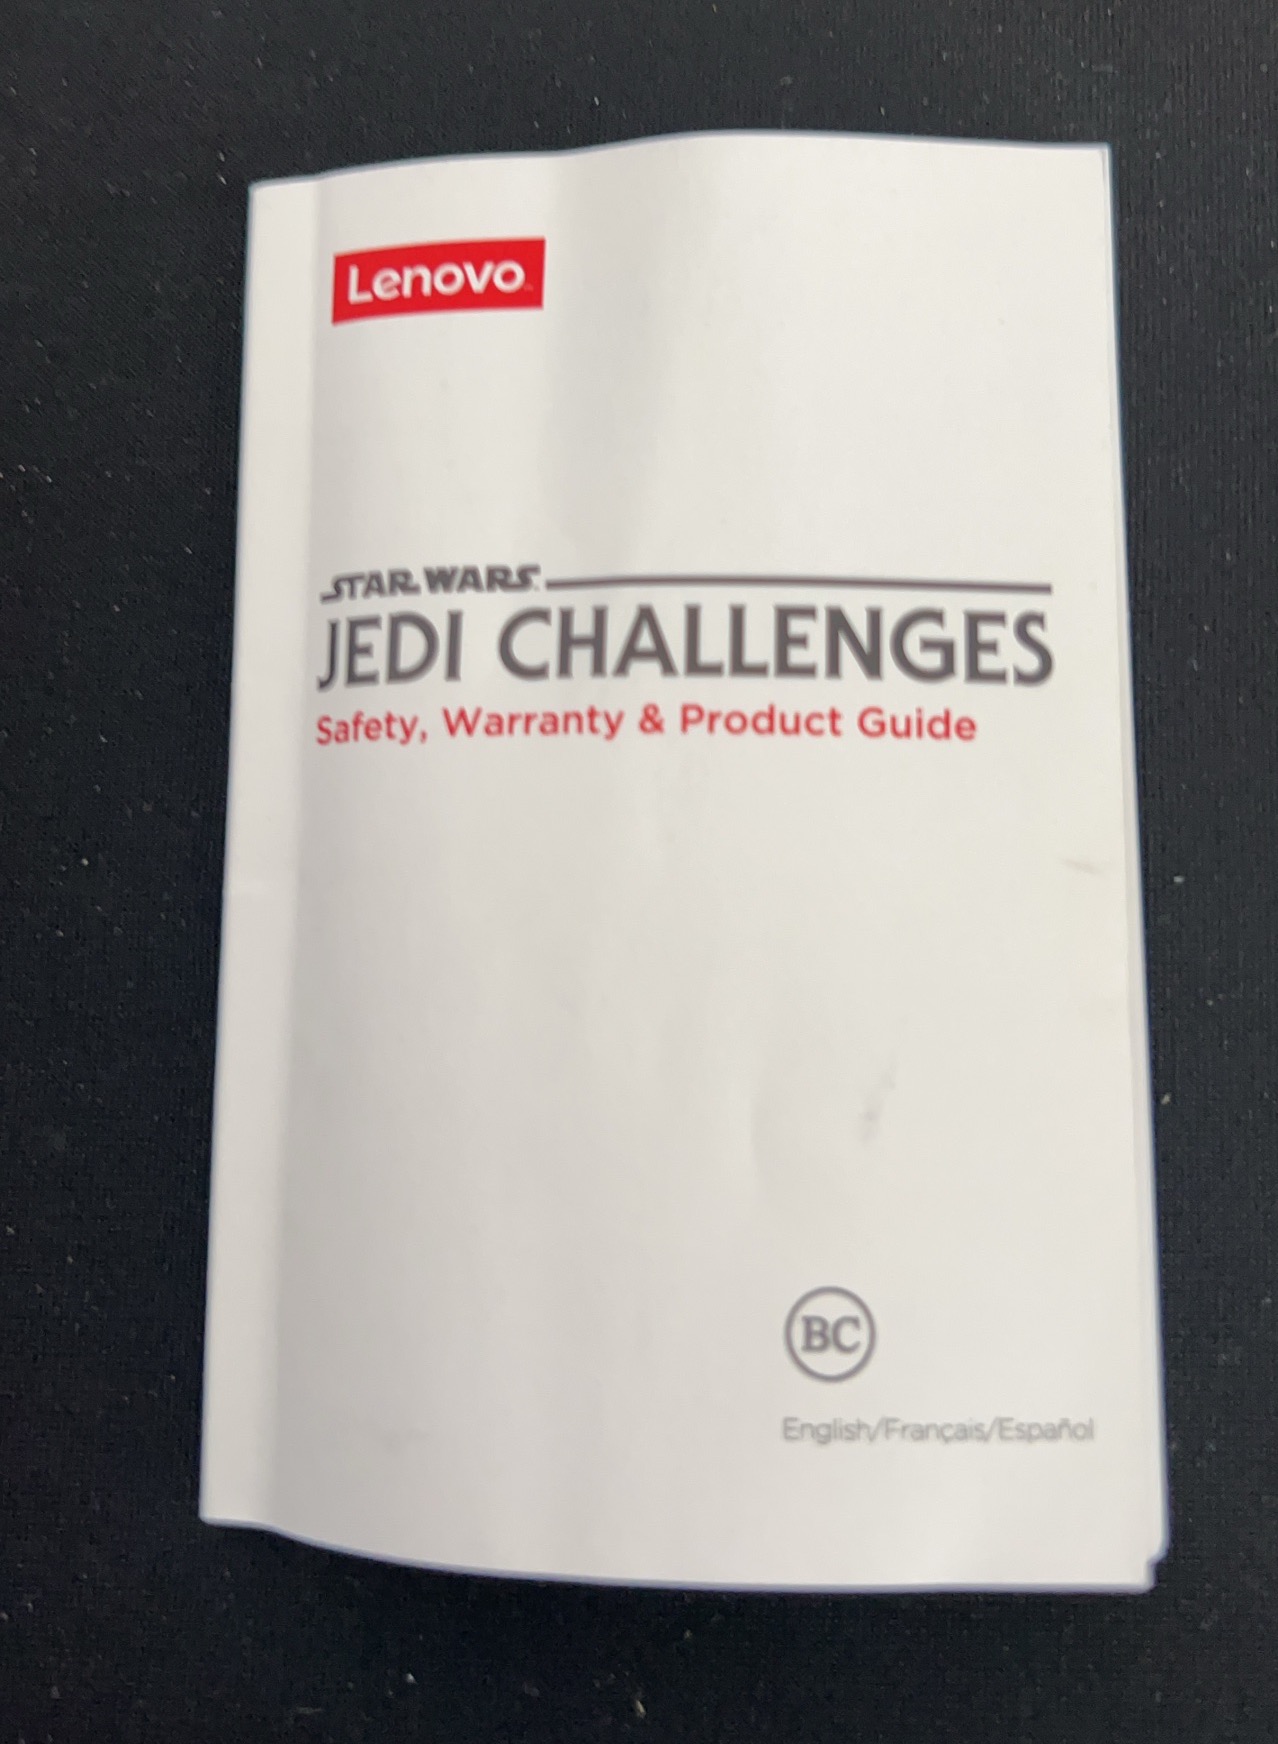 Lenovo
STAR WARS
JEDI CHALLENGES
Safety, Warranty & Product Guide
BC
English/Français/Español